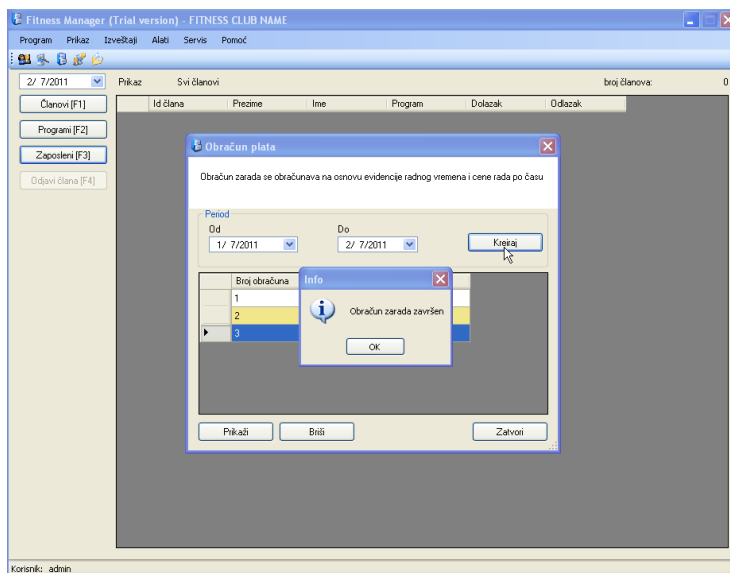 Fitness Manager (Trial version) - FITNESS CLUB NAME
Program Prikaz Izveštaji Alati Servis Pomoć
2/ 7/2011 Prikaz Svi članovi broj članova: 0
Članovi [F1]
Id člana Prezime Ime Program Dolazak Odlazak
Programi [F2]
Zaposleni [F3]
Odjavi člana [F4]
Obračun plata
Obračun zarada se obračunava na osnovu evidencije radnog vremena i cene rada po času
Period
Od Do
1/ 7/2011 2/ 7/2011 Kreiraj
Broj obračuna
1
2
3
Info
Obračun zarada završen
OK
Prikaži Briši Zatvori
Korisnik: admin